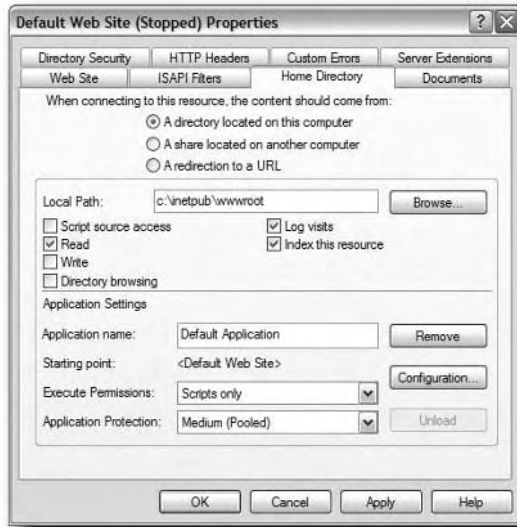 Default Web Site (Stopped) Properties ?
Directory Security HTTP Headers Custom Errors Server Extensions
Web Site ISAPI Filters Home Directory Documents
When connecting to this resource, the content should come from:
A directory located on this computer
A share located on another computer
A redirection to a URL
Local Path: c:\inetpub\wwwroot Browse...
Script source access Log visits
Read Index this resource
Write
Directory browsing
Application Settings
Application name: Default Application Remove
Starting point: <Default Web Site>
Configuration...
Execute Permissions: Scripts only
Application Protection: Medium (Pooled) Unload
OK Cancel Apply Help